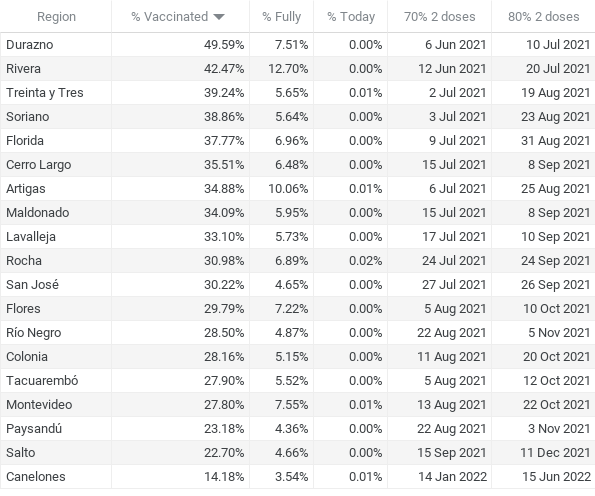 Region % Vaccinated % Fully % Today 70% 2 doses 80% 2 doses
Durazno 49.59% 7.51% 0.00% 6 Jun 2021 10 Jul 2021
Rivera 42.47% 12.70% 0.00% 12 Jun 2021 20 Jul 2021
Treinta y Tres 39.24% 5.65% 0.01% 2 Jul 2021 19 Aug 2021
Soriano 38.86% 5.64% 0.00% 3 Jul 2021 23 Aug 2021
Florida 37.77% 6.96% 0.00% 9 Jul 2021 31 Aug 2021
Cerro Largo 35.51% 6.48% 0.00% 15 Jul 2021 8 Sep 2021
Artigas 34.88% 10.06% 0.01% 6 Jul 2021 25 Aug 2021
Maldonado 34.09% 5.95% 0.00% 15 Jul 2021 8 Sep 2021
Lavalleja 33.10% 5.73% 0.00% 17 Jul 2021 10 Sep 2021
Rocha 30.98% 6.89% 0.02% 24 Jul 2021 24 Sep 2021
San José 30.22% 4.65% 0.00% 27 Jul 2021 26 Sep 2021
Flores 29.79% 7.22% 0.00% 5 Aug 2021 10 Oct 2021
Río Negro 28.50% 4.87% 0.00% 22 Aug 2021 5 Nov 2021
Colonia 28.16% 5.15% 0.00% 11 Aug 2021 20 Oct 2021
Tacuarembó 27.90% 5.52% 0.00% 5 Aug 2021 12 Oct 2021
Montevideo 27.80% 7.55% 0.01% 13 Aug 2021 22 Oct 2021
Paysandú 23.18% 4.36% 0.00% 22 Aug 2021 3 Nov 2021
Salto 22.70% 4.66% 0.00% 15 Sep 2021 11 Dec 2021
Canelones 14.18% 3.54% 0.01% 14 Jan 2022 15 Jun 2022